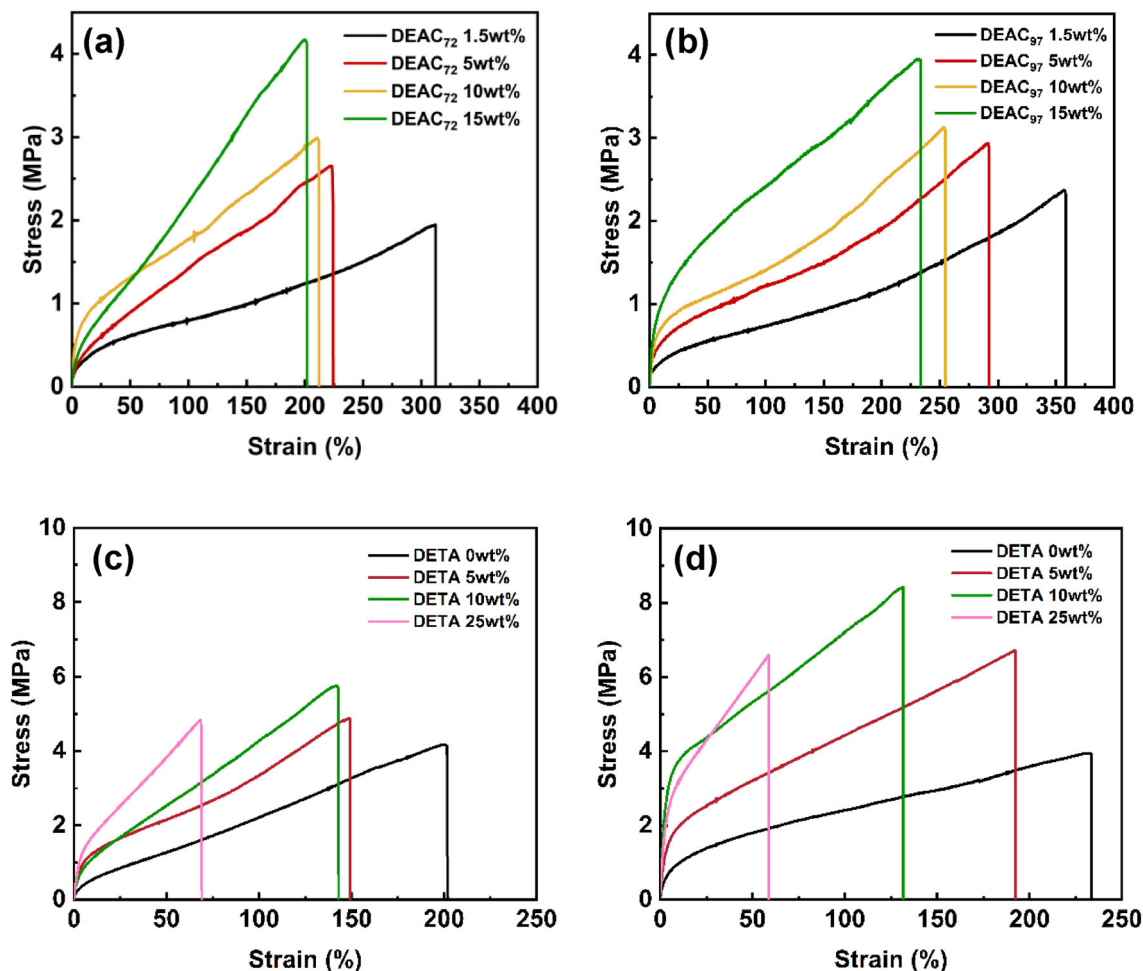 (a)
DEAC₇₂ 1.5wt%
DEAC₇₂ 5wt%
DEAC₇₂ 10wt%
DEAC₇₂ 15wt%
4
3
2
1
0
Stress (MPa)
0 50 100 150 200 250 300 350 400
Strain (%)
(b)
DEAC₉₇ 1.5wt%
DEAC₉₇ 5wt%
DEAC₉₇ 10wt%
DEAC₉₇ 15wt%
4
3
2
1
0
Stress (MPa)
0 50 100 150 200 250 300 350 400
Strain (%)
(c)
DETA 0wt%
DETA 5wt%
DETA 10wt%
DETA 25wt%
10
8
6
4
2
0
Stress (MPa)
0 50 100 150 200 250
Strain (%)
(d)
DETA 0wt%
DETA 5wt%
DETA 10wt%
DETA 25wt%
10
8
6
4
2
0
Stress (MPa)
0 50 100 150 200 250
Strain (%)